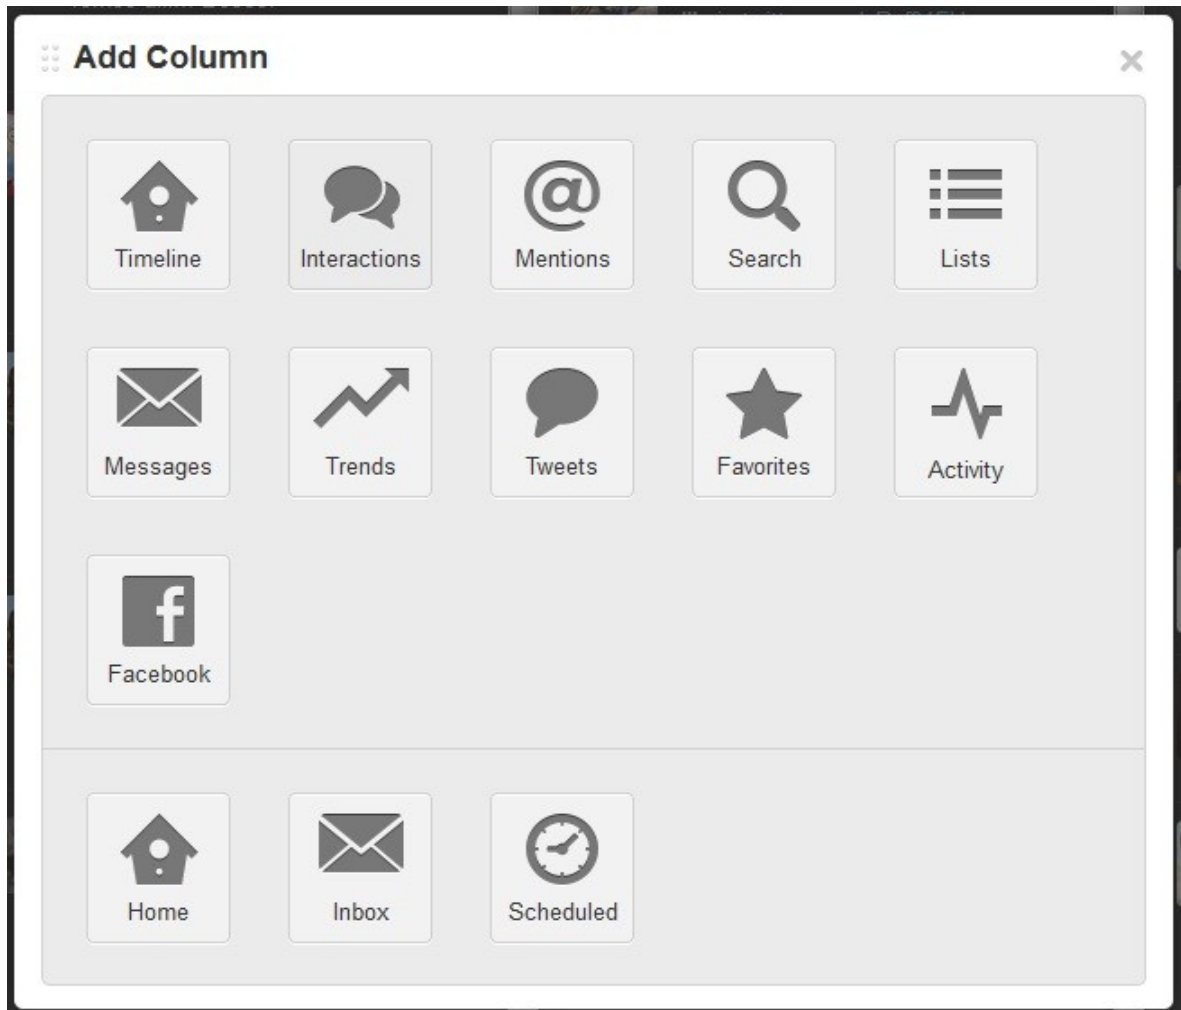 Add Column
Timeline Interactions Mentions Search Lists
Messages Trends Tweets Favorites Activity
Facebook
Home Inbox Scheduled